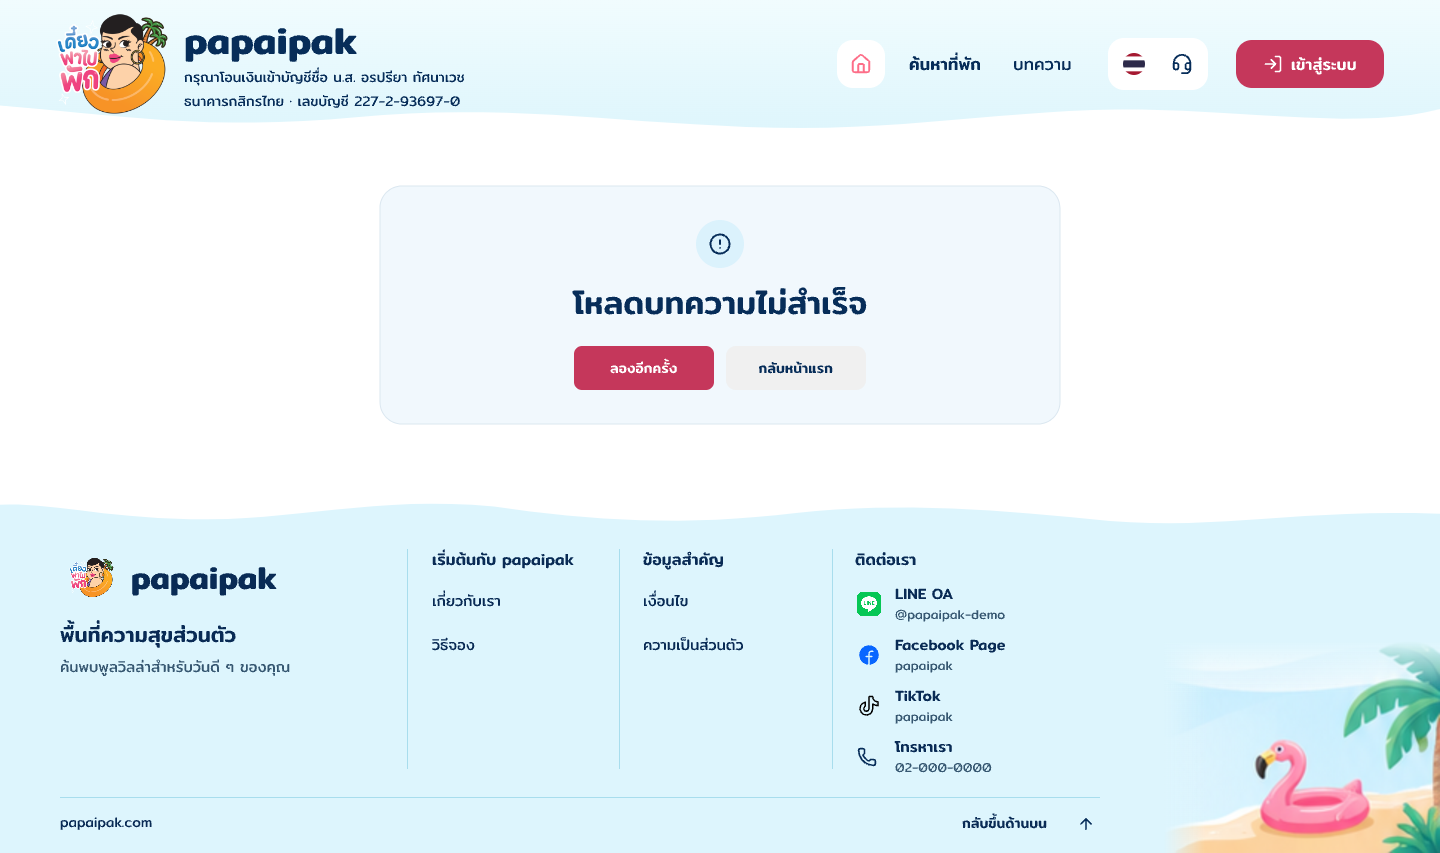 เดี๋ยว
พาไป
พัก
papaipak
กรุณาโอนเงินเข้าบัญชีชื่อ น.ส. อรปรียา ทัศนาเวช
ธนาคารกสิกรไทย · เลขบัญชี 227-2-93697-0
ค้นหาที่พัก
บทความ
เข้าสู่ระบบ
โหลดบทความไม่สำเร็จ
ลองอีกครั้ง
กลับหน้าแรก
เดี๋ยว
พาไป
พัก
papaipak
พื้นที่ความสุขส่วนตัว
ค้นพบพูลวิลล่าสำหรับวันดี ๆ ของคุณ
เริ่มต้นกับ papaipak
เกี่ยวกับเรา
วิธีจอง
ข้อมูลสำคัญ
เงื่อนไข
ความเป็นส่วนตัว
ติดต่อเรา
LINE
LINE OA
@papaipak-demo
Facebook Page
papaipak
TikTok
papaipak
โทรหาเรา
02-000-0000
papaipak.com
กลับขึ้นด้านบน